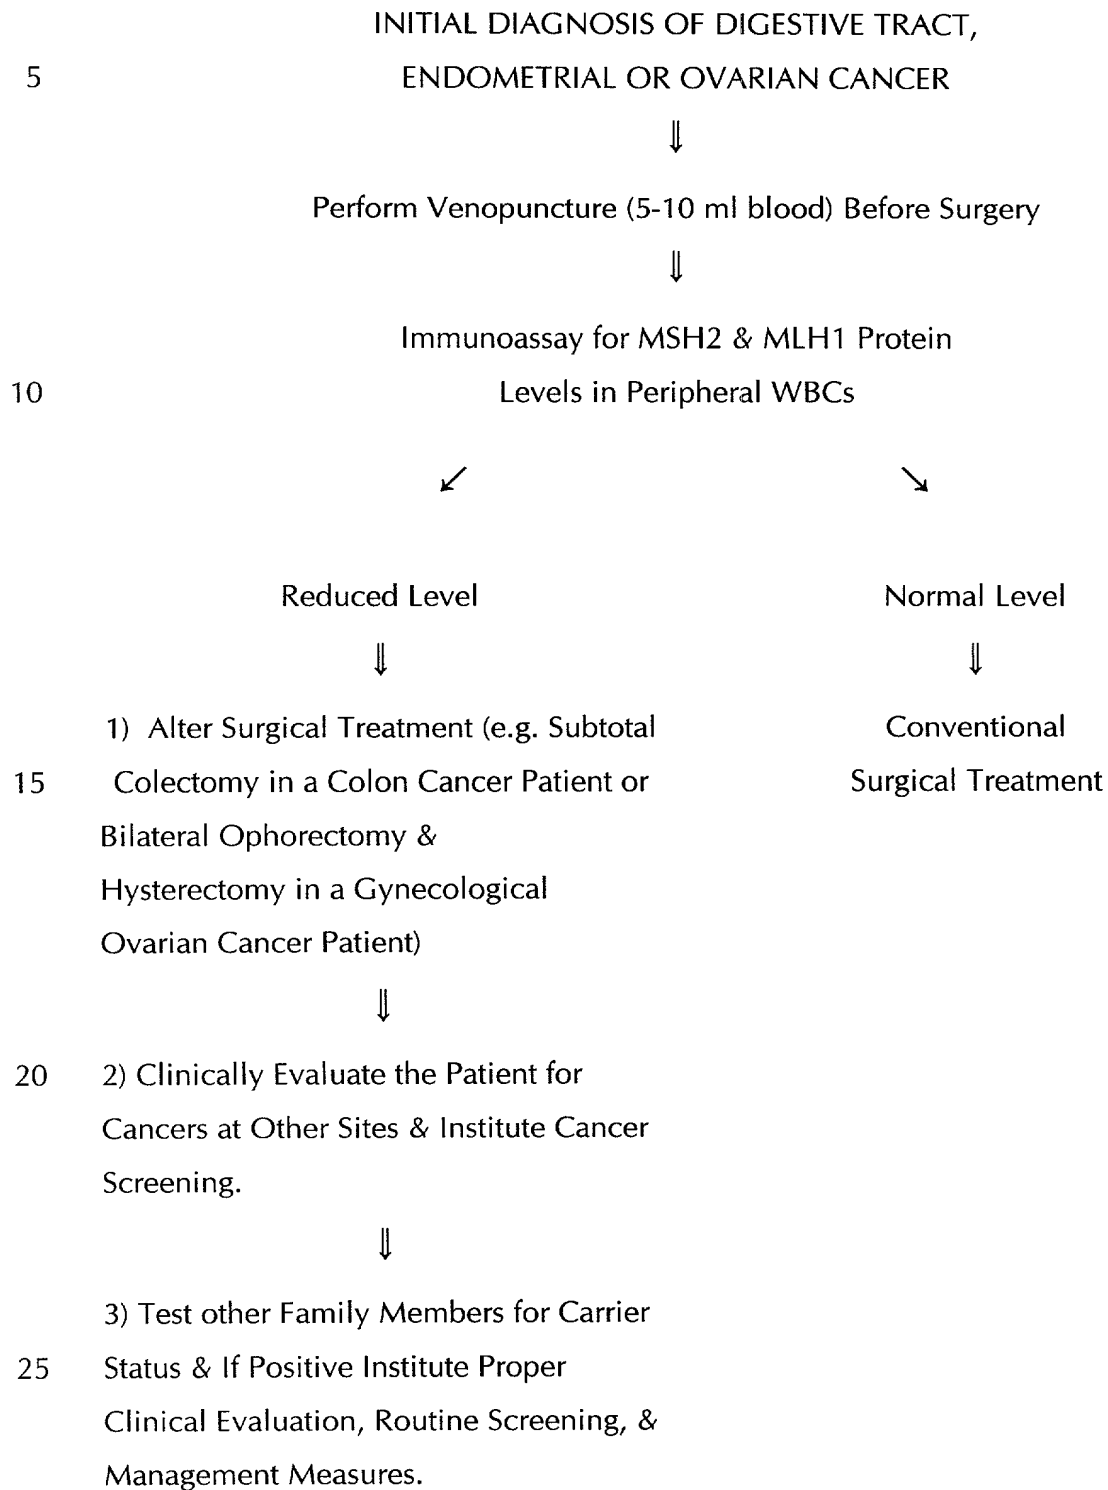 INITIAL DIAGNOSIS OF DIGESTIVE TRACT,
5 ENDOMETRIAL OR OVARIAN CANCER
⇓
Perform Venopuncture (5-10 ml blood) Before Surgery
⇓
Immunoassay for MSH2 & MLH1 Protein
10 Levels in Peripheral WBCs
↙ ↘
Reduced Level Normal Level
⇓ ⇓
1) Alter Surgical Treatment (e.g. Subtotal Conventional
15 Colectomy in a Colon Cancer Patient or Surgical Treatment
Bilateral Ophorectomy &
Hysterectomy in a Gynecological
Ovarian Cancer Patient)
⇓
20 2) Clinically Evaluate the Patient for
Cancers at Other Sites & Institute Cancer
Screening.
⇓
3) Test other Family Members for Carrier
25 Status & If Positive Institute Proper
Clinical Evaluation, Routine Screening, &
Management Measures.